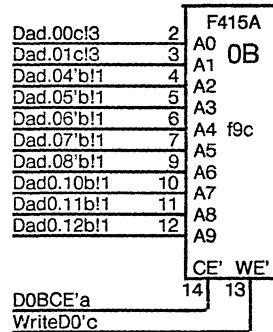 F415A
Dad.00c!3 2 A0 0B
Dad.01c!3 3 A1
Dad.04'b!1 4 A2
Dad.05'b!1 5 A3
Dad.06'b!1 6 A4 f9c
Dad.07'b!1 7 A5
Dad.08'b!1 9 A6
Dad0.10b!1 10 A7
Dad0.11b!1 11 A8
Dad0.12b!1 12 A9
CE' WE'
14 13
D0BCE'a
WriteD0'c